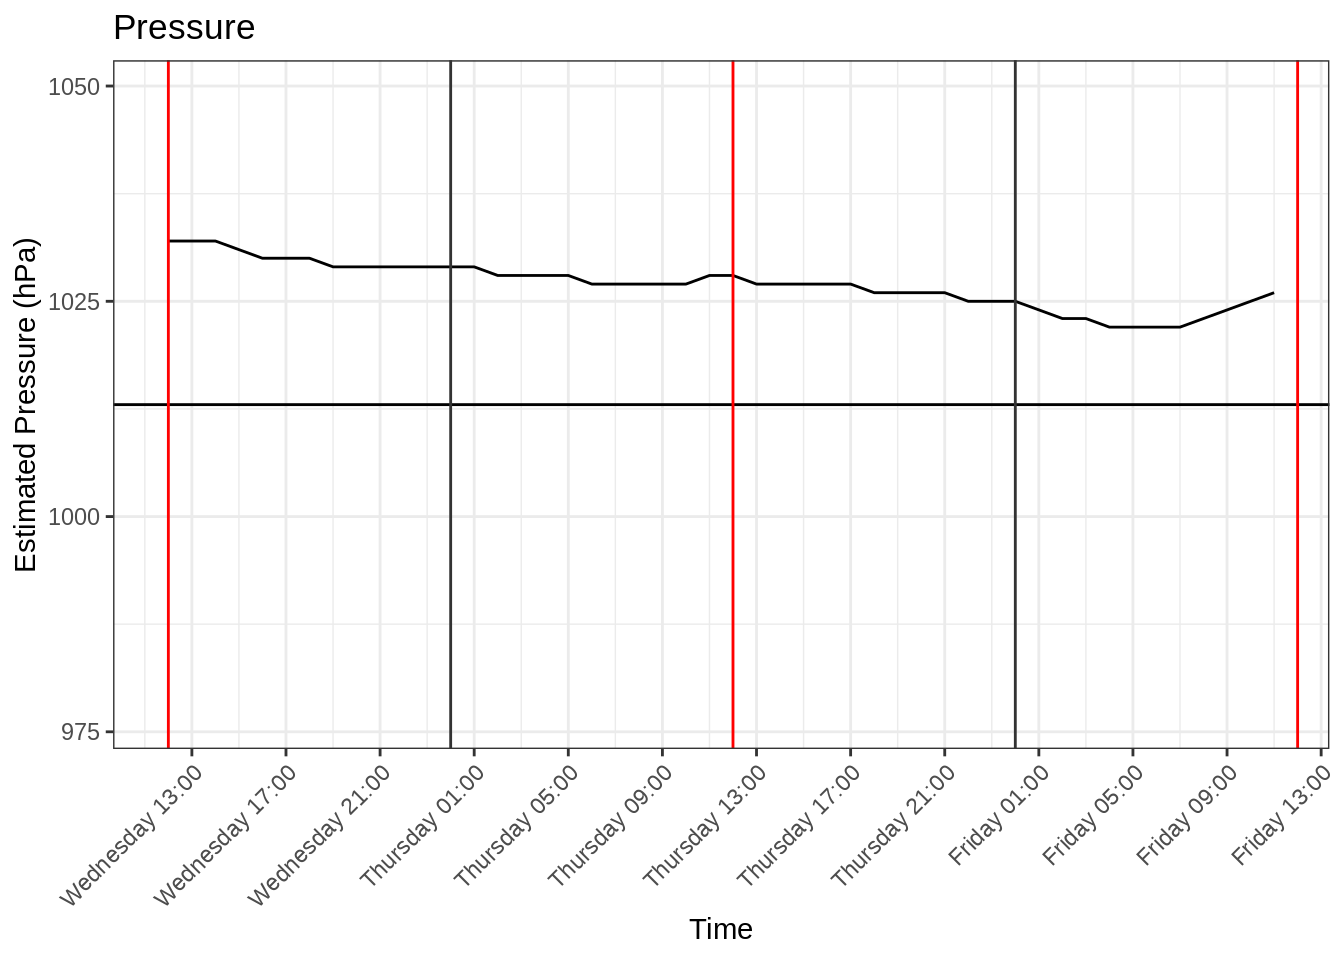 Pressure
Estimated Pressure (hPa)
1050
1025
1000
975
Wednesday 13:00
Wednesday 17:00
Wednesday 21:00
Thursday 01:00
Thursday 05:00
Thursday 09:00
Thursday 13:00
Thursday 17:00
Thursday 21:00
Friday 01:00
Friday 05:00
Friday 09:00
Friday 13:00
Time